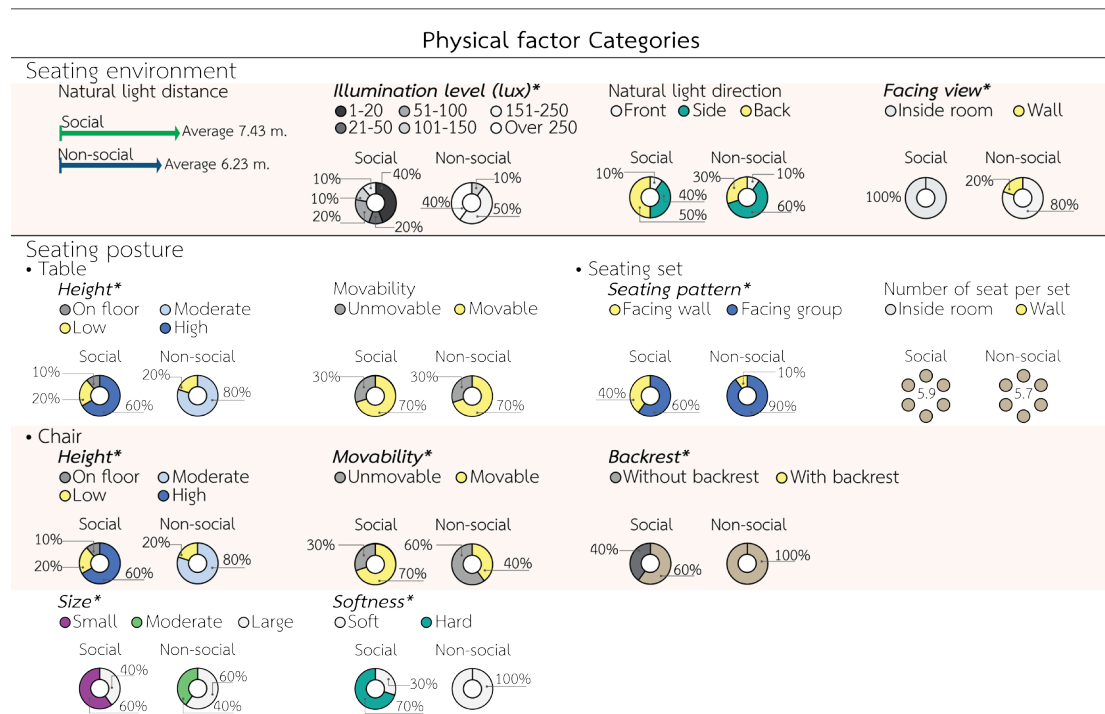 Physical factor Categories
Seating environment
Natural light distance
Social
Average 7.43 m.
Non-social
Average 6.23 m.
Illumination level (lux)*
1-20 51-100 151-250
21-50 101-150 Over 250
Social Non-social
40%
10%
10%
20%
20%
10%
40%
50%
Natural light direction
Front Side Back
Social Non-social
10%
40%
50%
30%
10%
60%
Facing view*
Inside room Wall
Social Non-social
100%
20%
80%
Seating posture
• Table
Height*
On floor Moderate
Low High
Social Non-social
10%
20%
60%
20%
80%
Movability
Unmovable Movable
Social Non-social
30%
70%
30%
70%
• Seating set
Seating pattern*
Facing wall Facing group
Social Non-social
40%
60%
10%
90%
Number of seat per set
Inside room Wall
Social Non-social
5.9 5.7
• Chair
Height*
On floor Moderate
Low High
Social Non-social
10%
20%
60%
20%
80%
Movability*
Unmovable Movable
Social Non-social
30%
70%
60%
40%
Backrest*
Without backrest With backrest
Social Non-social
40%
60%
100%
Size*
Small Moderate Large
Social Non-social
40%
60%
60%
40%
Softness*
Soft Hard
Social Non-social
30%
70%
100%